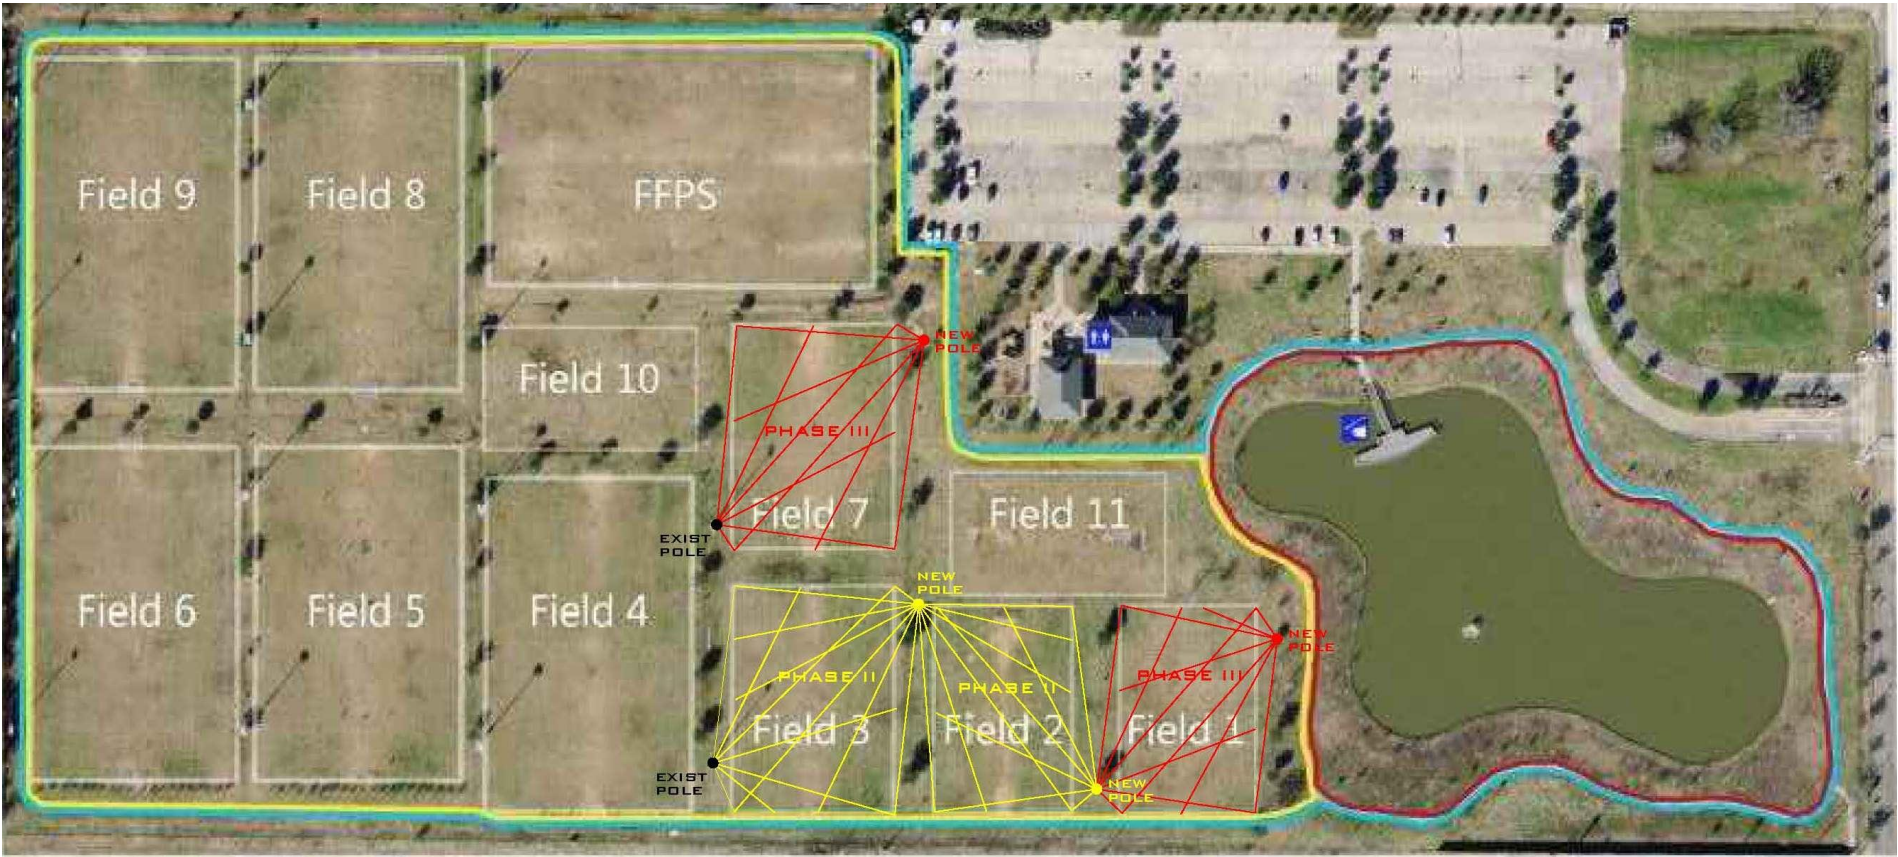 Field 9
Field 8
FFPS
NEW
POLE
Field 10
PHASE III
Field 7
EXIST
POLE
Field 11
Field 6
Field 5
Field 4
NEW
POLE
NEW
POLE
PHASE II
PHASE II
PHASE III
Field 3
Field 2
Field 1
EXIST
POLE
NEW
POLE